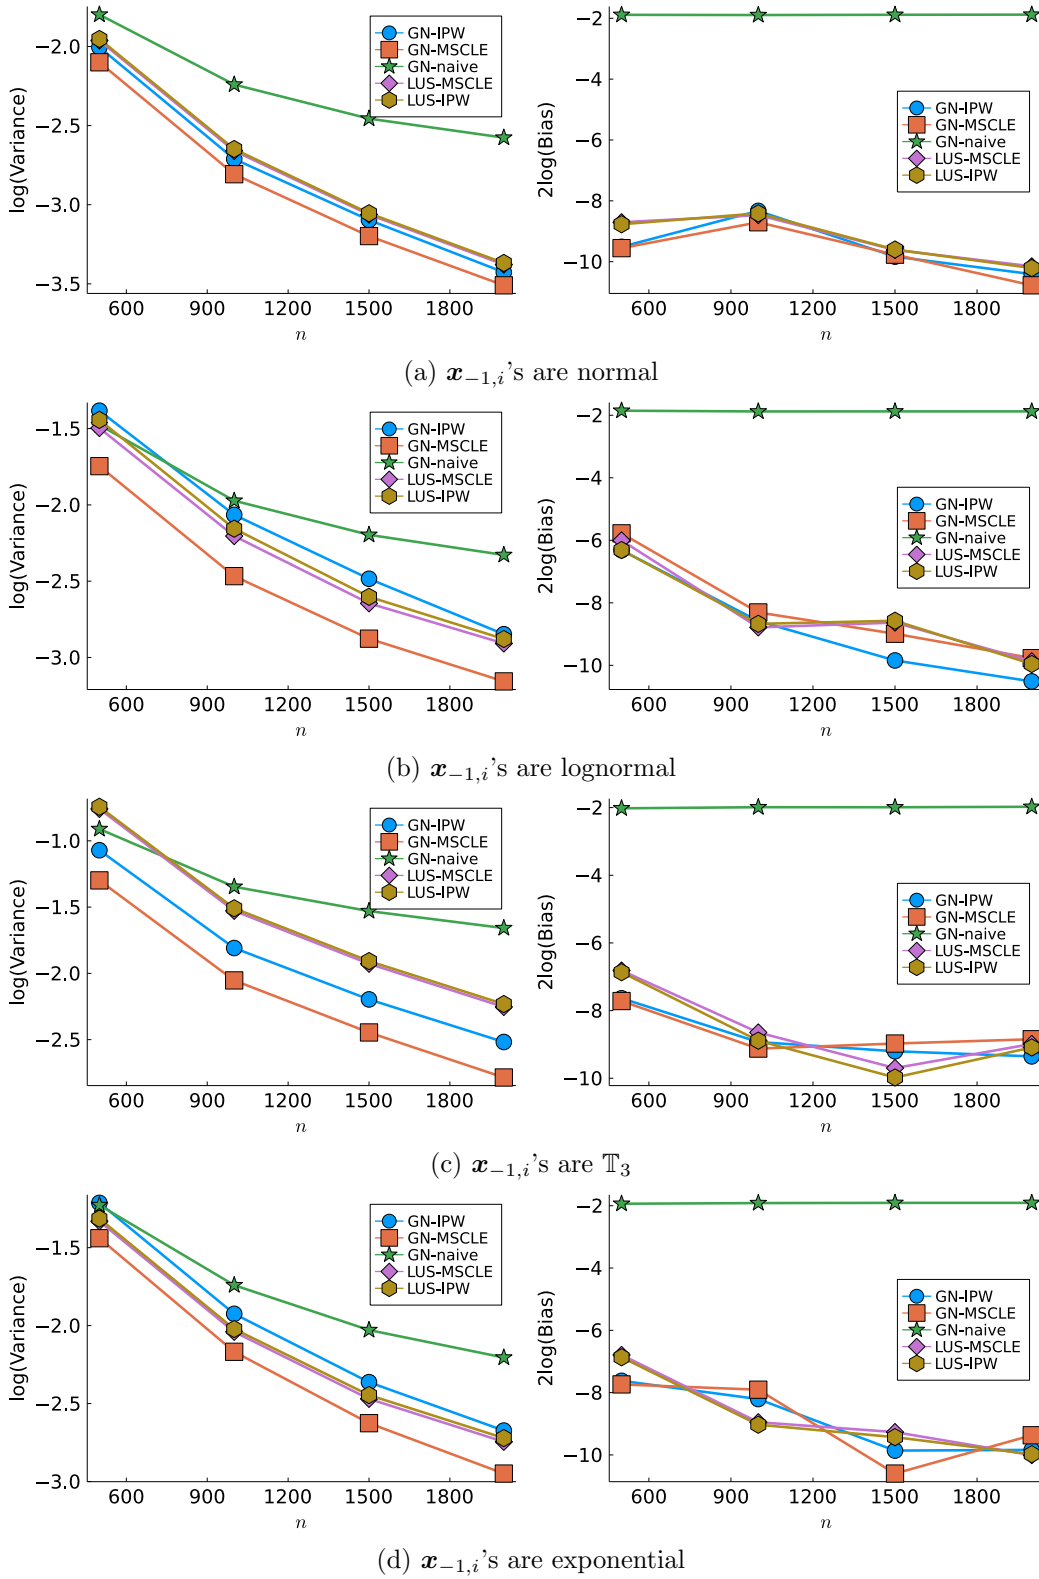 log(Variance)
−2.0
−2.5
−3.0
−3.5
600 900 1200 1500 1800
n
GN-IPW
GN-MSCLE
GN-naive
LUS-MSCLE
LUS-IPW
2log(Bias)
−2
−4
−6
−8
−10
600 900 1200 1500 1800
n
GN-IPW
GN-MSCLE
GN-naive
LUS-MSCLE
LUS-IPW
(a) x₋₁,ᵢ's are normal
log(Variance)
−1.5
−2.0
−2.5
−3.0
600 900 1200 1500 1800
n
GN-IPW
GN-MSCLE
GN-naive
LUS-MSCLE
LUS-IPW
2log(Bias)
−2
−4
−6
−8
−10
600 900 1200 1500 1800
n
GN-IPW
GN-MSCLE
GN-naive
LUS-MSCLE
LUS-IPW
(b) x₋₁,ᵢ's are lognormal
log(Variance)
−1.0
−1.5
−2.0
−2.5
600 900 1200 1500 1800
n
GN-IPW
GN-MSCLE
GN-naive
LUS-MSCLE
LUS-IPW
2log(Bias)
−2
−4
−6
−8
−10
600 900 1200 1500 1800
n
GN-IPW
GN-MSCLE
GN-naive
LUS-MSCLE
LUS-IPW
(c) x₋₁,ᵢ's are 𝕋₃
log(Variance)
−1.5
−2.0
−2.5
−3.0
600 900 1200 1500 1800
n
GN-IPW
GN-MSCLE
GN-naive
LUS-MSCLE
LUS-IPW
2log(Bias)
−2
−4
−6
−8
−10
600 900 1200 1500 1800
n
GN-IPW
GN-MSCLE
GN-naive
LUS-MSCLE
LUS-IPW
(d) x₋₁,ᵢ's are exponential